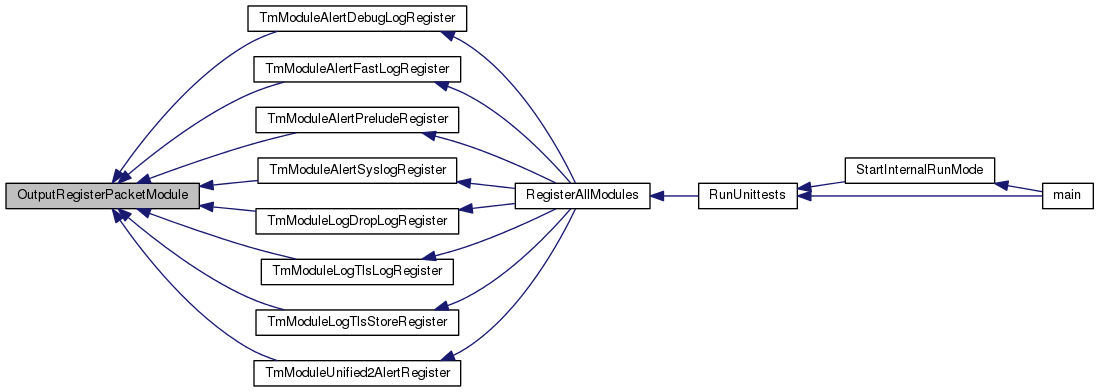 TmModuleAlertDebugLogRegister
TmModuleAlertFastLogRegister
TmModuleAlertPreludeRegister
TmModuleAlertSyslogRegister
OutputRegisterPacketModule
TmModuleLogDropLogRegister
TmModuleLogTlsLogRegister
TmModuleLogTlsStoreRegister
TmModuleUnified2AlertRegister
RegisterAllModules
RunUnittests
StartInternalRunMode
main